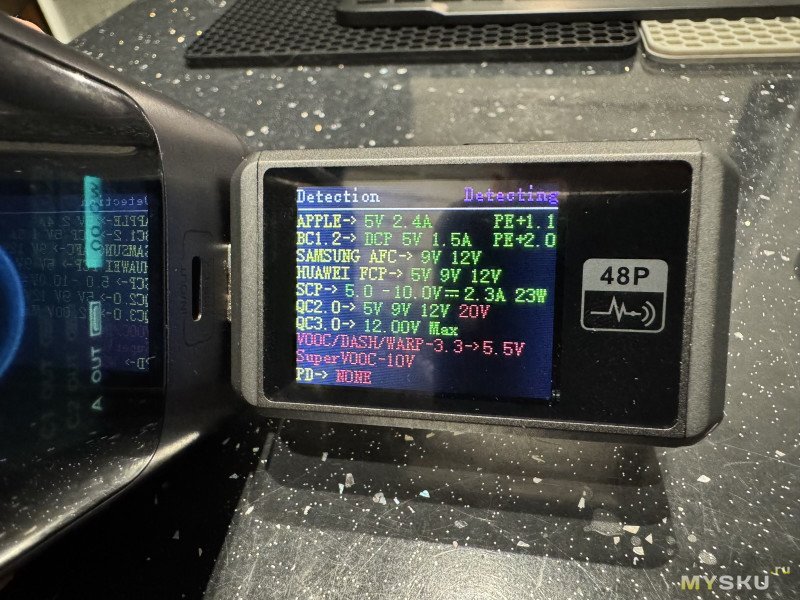 Detection Detecting
APPLE-> 5V 2.4A PE+1.1
BC1.2-> DCP 5V 1.5A PE+2.0
SAMSUNG AFC-> 9V 12V
HUAWEI FCP-> 5V 9V 12V
SCP-> 5.0 -10.0V⎓2.3A 23W
QC2.0-> 5V 9V 12V 20V
QC3.0-> 12.00V Max
VOOC/DASH/WARP-3.3->5.5V
SuperVOOC-10V
PD-> NONE
48P
MYSKU.ru